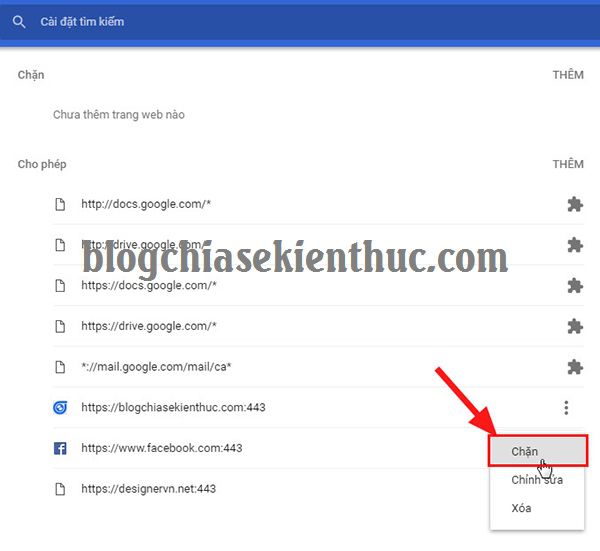 Cài đặt tìm kiếm
Chặn THÊM
Chưa thêm trang web nào
Cho phép THÊM
http://docs.google.com/*
http://drive.google.com/*
blogchiasekienthuc.com
https://docs.google.com/*
https://drive.google.com/*
*://mail.google.com/mail/ca*
https://blogchiasekienthuc.com:443
https://www.facebook.com:443
Chặn
Chỉnh sửa
https://designervn.net:443
Xóa